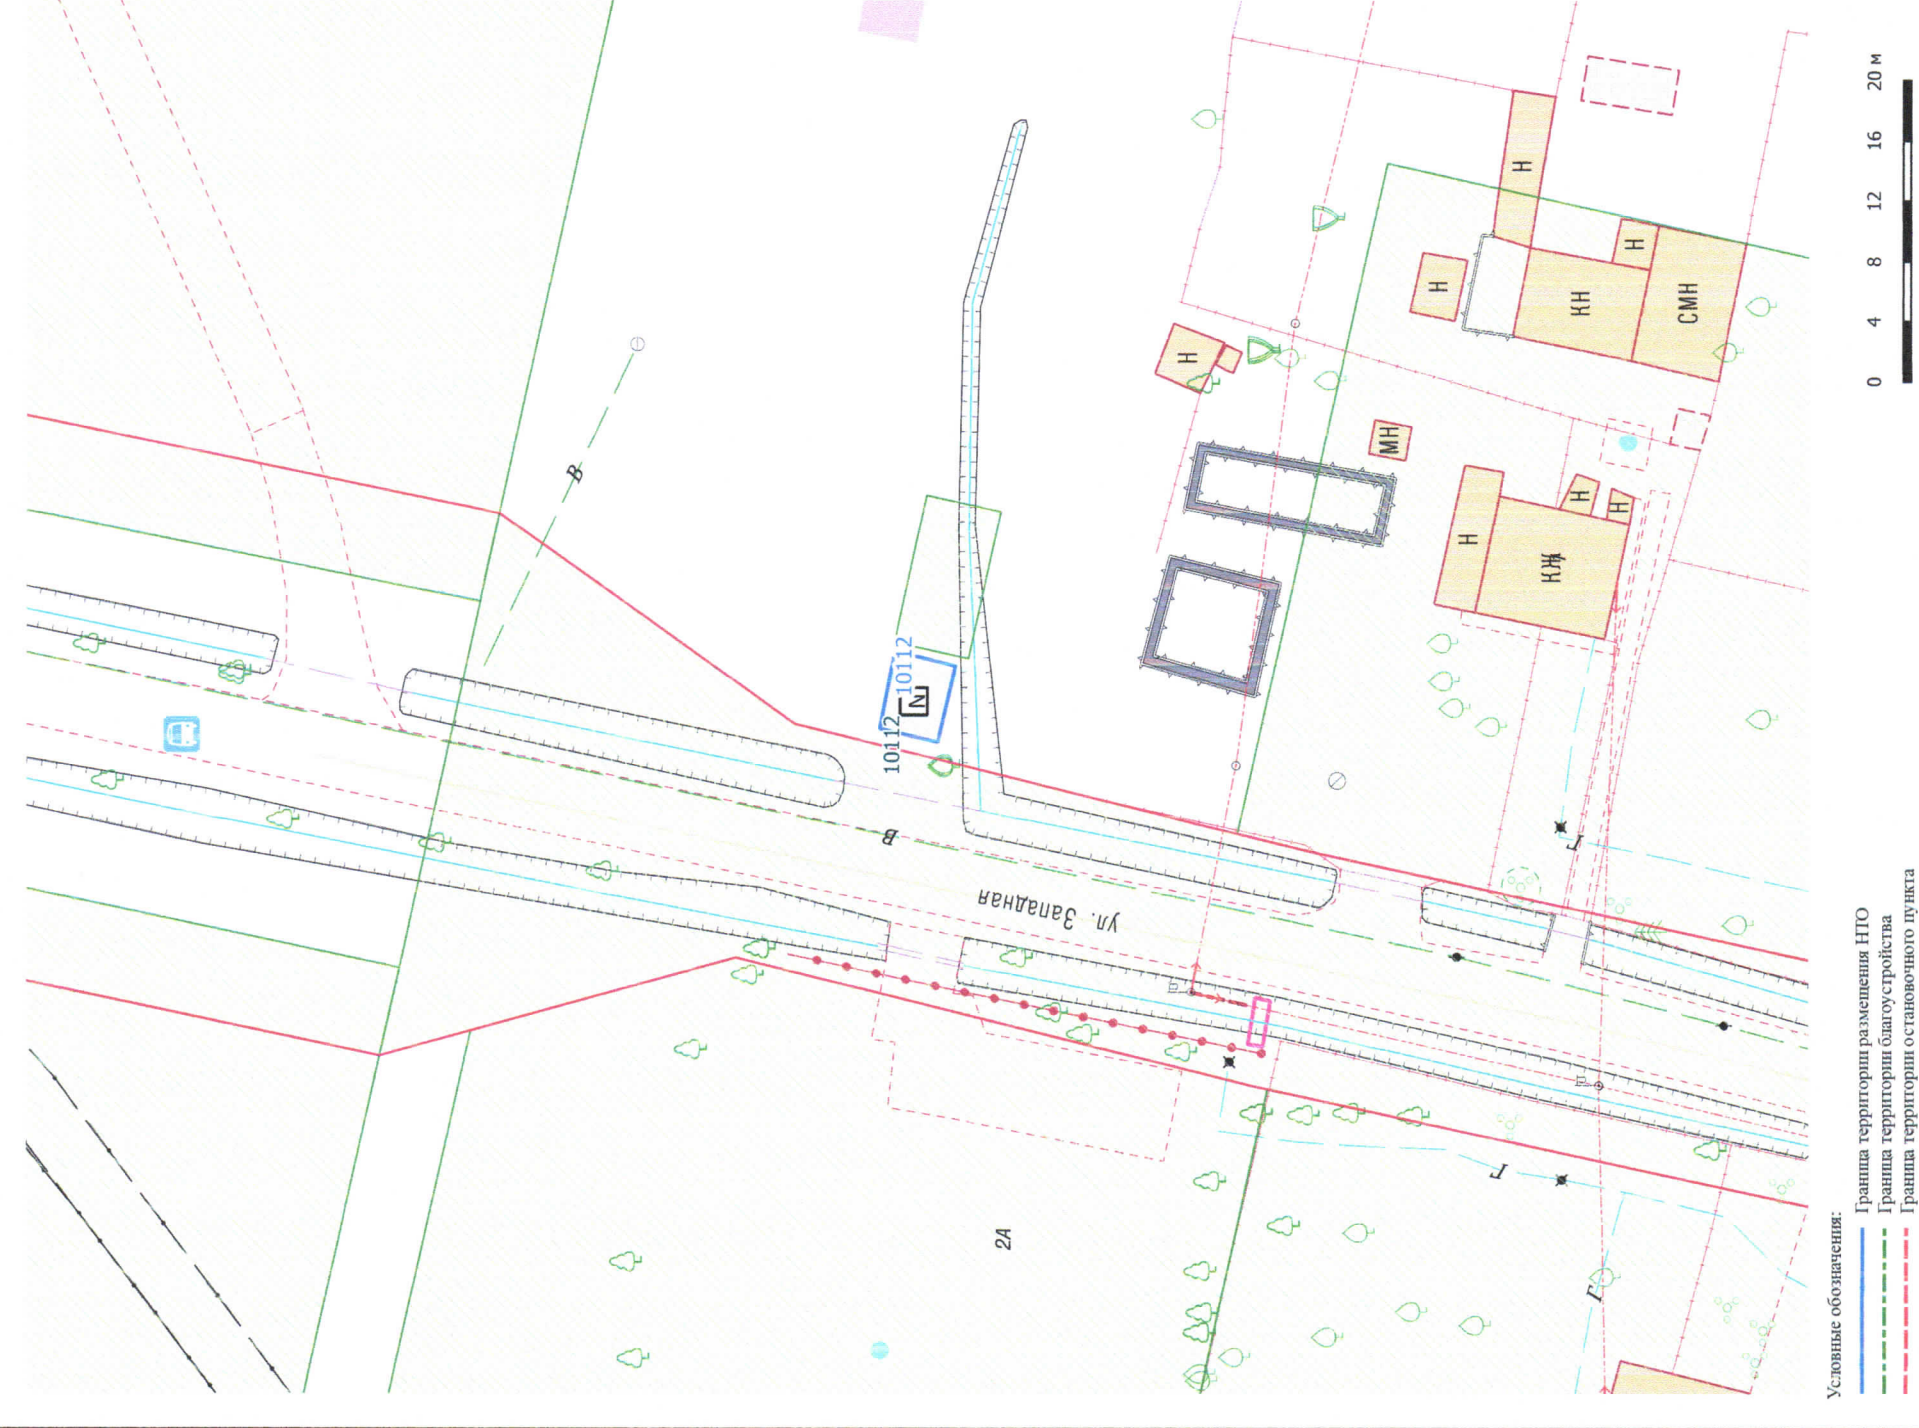 В
10112
10112
N
В
ул. Западная
2А
Н
Н
Н
Н
КН
СМН
МН
Н
Н
Н
КЖ
Г
Г
Г
0 4 8 12 16 20 м
Условные обозначения:
Граница территории размещения НТО
Граница территории благоустройства
Граница территории остановочного пункта